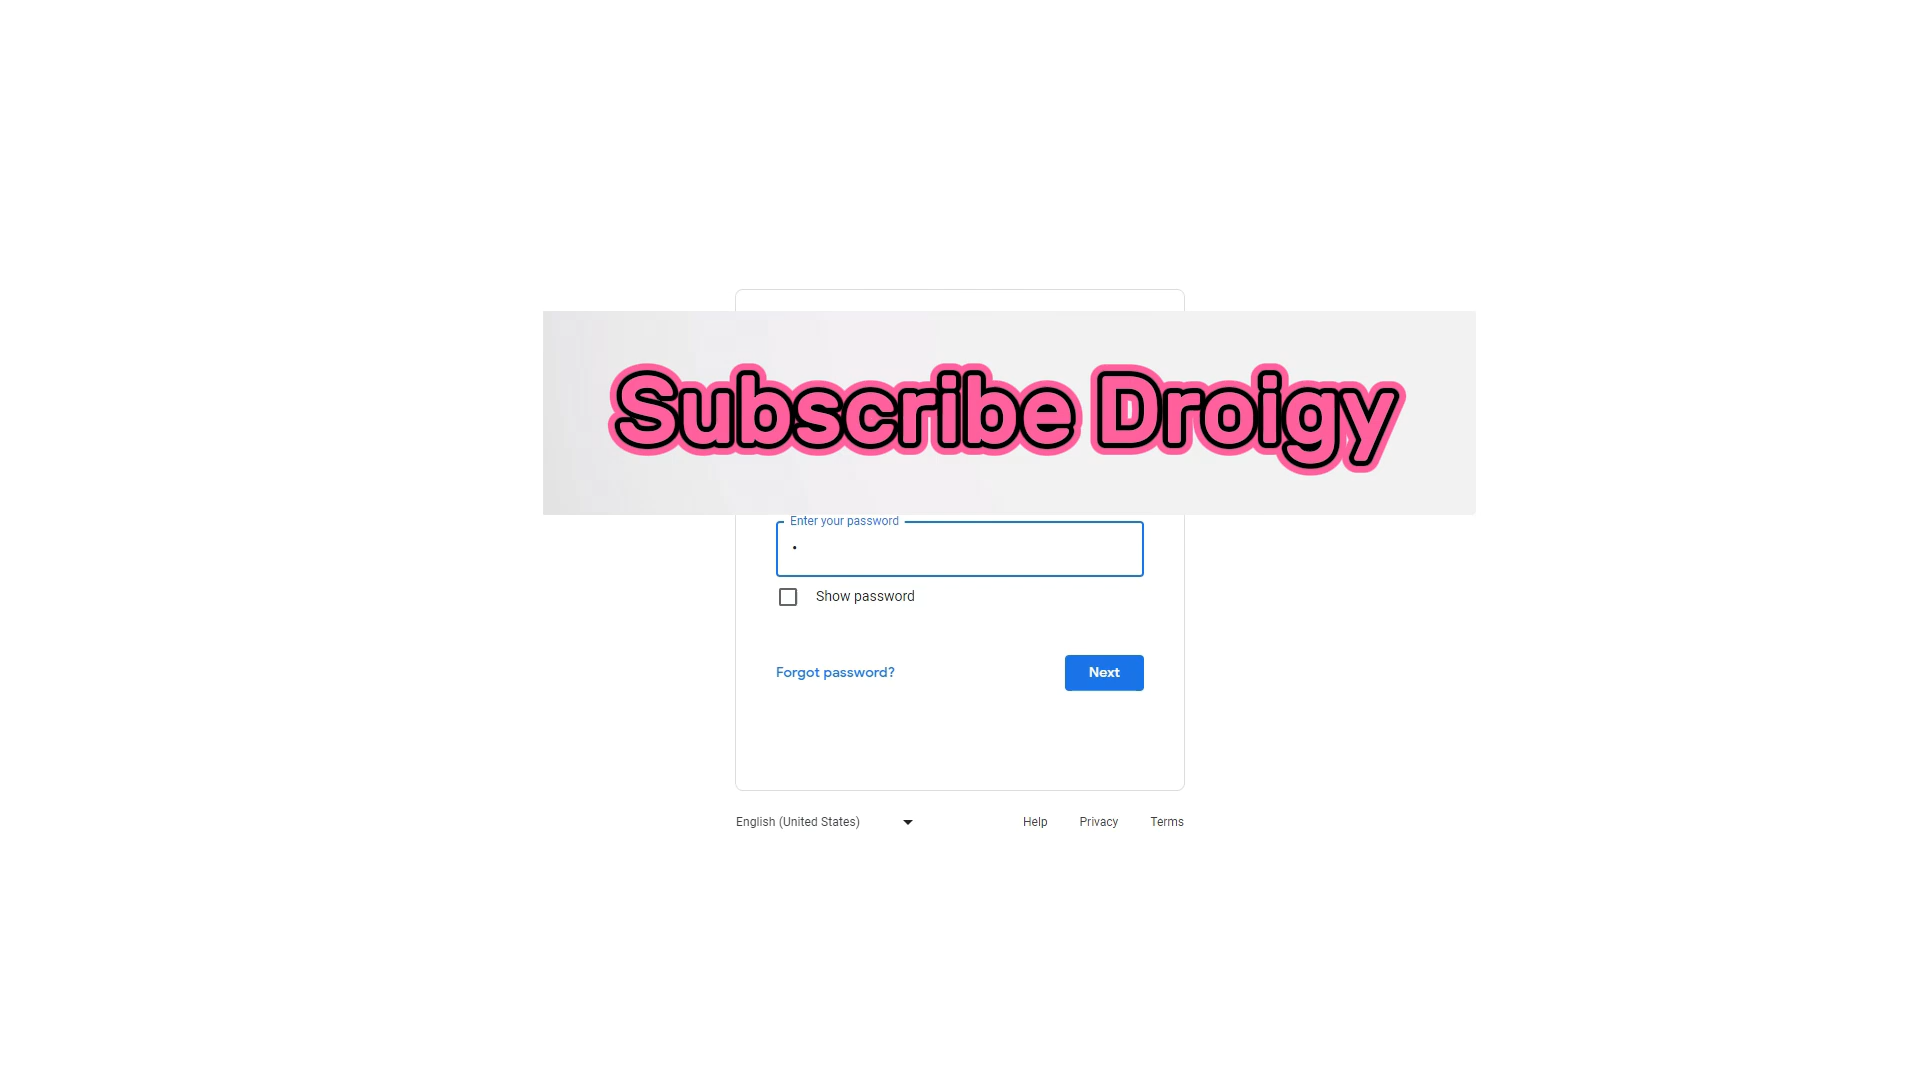 Subscribe Droigy
Enter your password
•
Show password
Forgot password?
Next
English (United States)
Help
Privacy
Terms